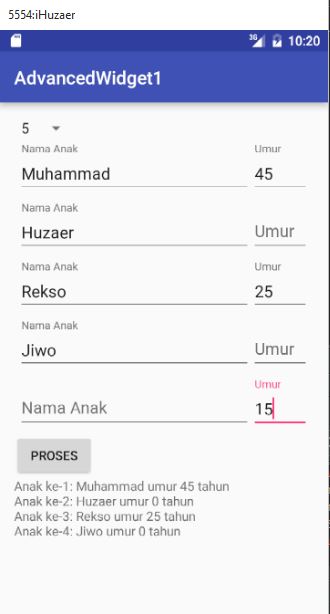 5554:iHuzaer
3G 10:20
AdvancedWidget1
5
Nama Anak Umur
Muhammad 45
Nama Anak
Huzaer Umur
Nama Anak Umur
Rekso 25
Nama Anak
Jiwo Umur
Umur
Nama Anak 15
PROSES
Anak ke-1: Muhammad umur 45 tahun
Anak ke-2: Huzaer umur 0 tahun
Anak ke-3: Rekso umur 25 tahun
Anak ke-4: Jiwo umur 0 tahun